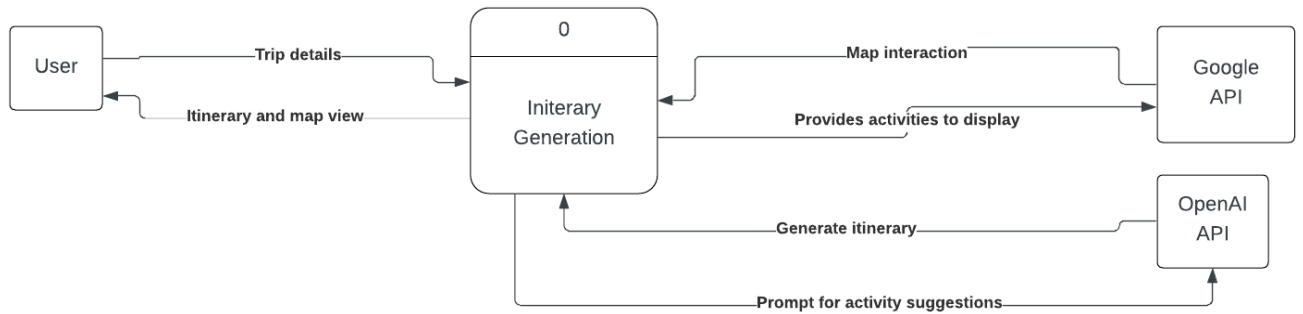 0
User
Trip details
Map interaction
Google
API
Initerary
Generation
Itinerary and map view
Provides activities to display
OpenAI
API
Generate itinerary
Prompt for activity suggestions